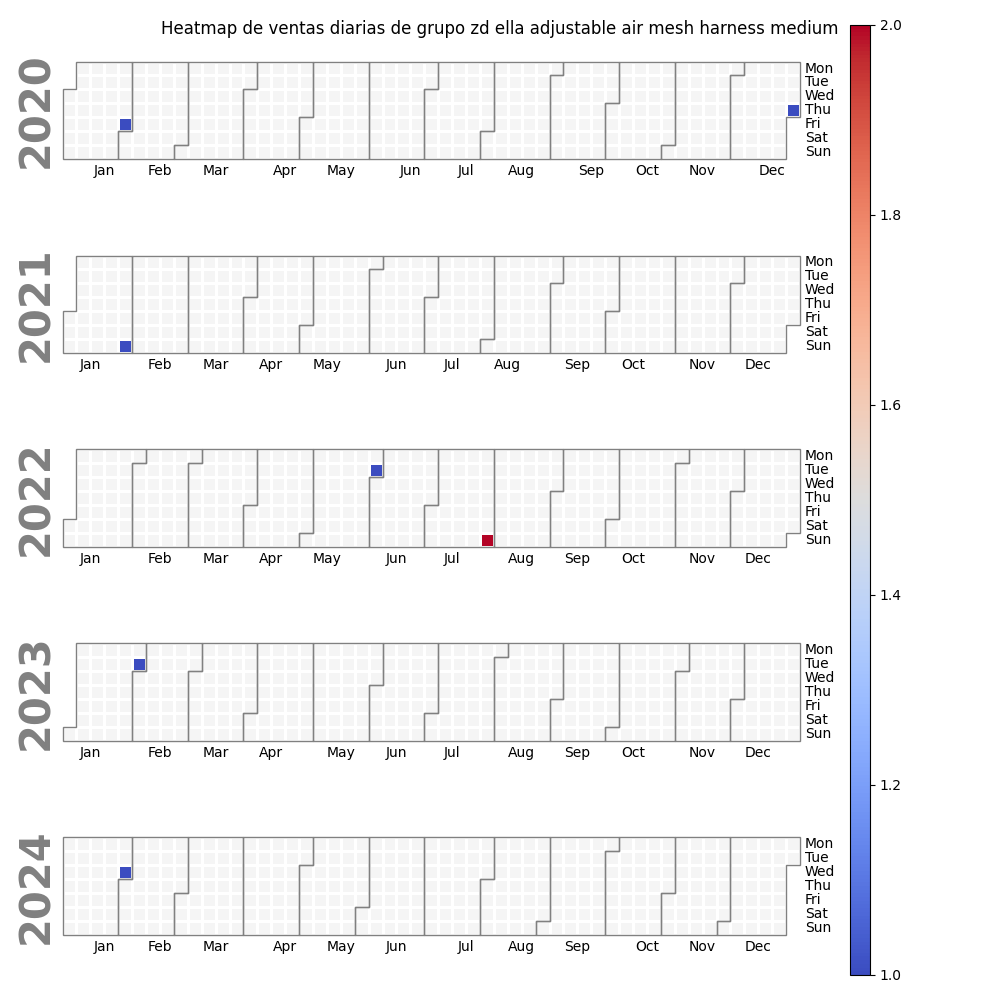 Heatmap de ventas diarias de grupo zd ella adjustable air mesh harness medium
2020
Mon
Tue
Wed
Thu
Fri
Sat
Sun
Jan Feb Mar Apr May Jun Jul Aug Sep Oct Nov Dec
2021
Mon
Tue
Wed
Thu
Fri
Sat
Sun
Jan Feb Mar Apr May Jun Jul Aug Sep Oct Nov Dec
2022
Mon
Tue
Wed
Thu
Fri
Sat
Sun
Jan Feb Mar Apr May Jun Jul Aug Sep Oct Nov Dec
2023
Mon
Tue
Wed
Thu
Fri
Sat
Sun
Jan Feb Mar Apr May Jun Jul Aug Sep Oct Nov Dec
2024
Mon
Tue
Wed
Thu
Fri
Sat
Sun
Jan Feb Mar Apr May Jun Jul Aug Sep Oct Nov Dec
2.0
1.8
1.6
1.4
1.2
1.0